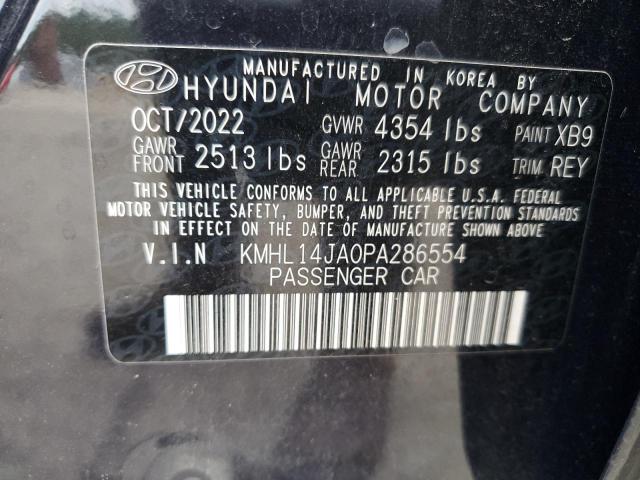 MANUFACTURED IN KOREA BY
HYUNDAI MOTOR COMPANY
OCT/2022 GVWR 4354 lbs PAINT XB9
GAWR FRONT 2513 lbs GAWR REAR 2315 lbs TRIM REY
THIS VEHICLE CONFORMS TO ALL APPLICABLE U.S.A. FEDERAL
MOTOR VEHICLE SAFETY, BUMPER, AND THEFT PREVENTION STANDARDS
IN EFFECT ON THE DATE OF MANUFACTURE SHOWN ABOVE
V.I.N KMHL14JA0PA286554
PASSENGER CAR